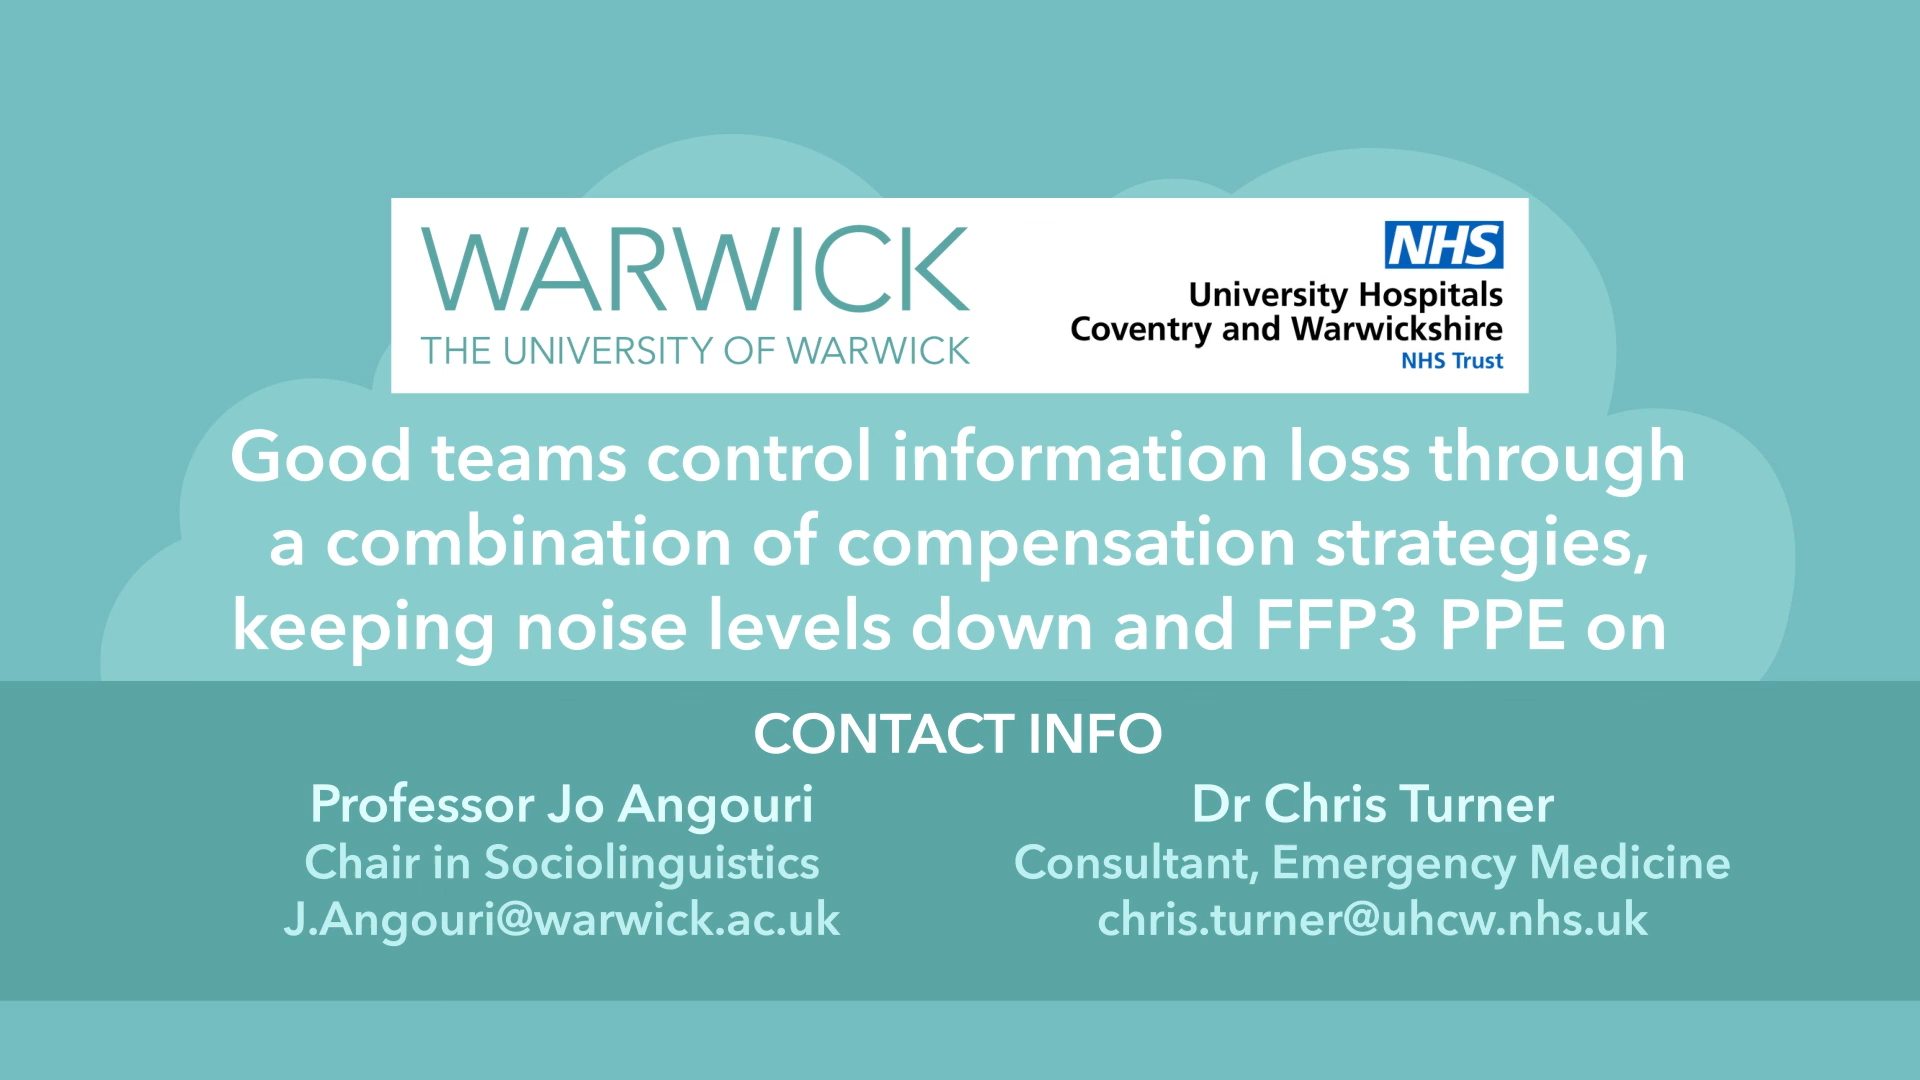 WARWICK
THE UNIVERSITY OF WARWICK
NHS
University Hospitals
Coventry and Warwickshire
NHS Trust
Good teams control information loss through
a combination of compensation strategies,
keeping noise levels down and FFP3 PPE on
CONTACT INFO
Professor Jo Angouri
Chair in Sociolinguistics
J.Angouri@warwick.ac.uk
Dr Chris Turner
Consultant, Emergency Medicine
chris.turner@uhcw.nhs.uk